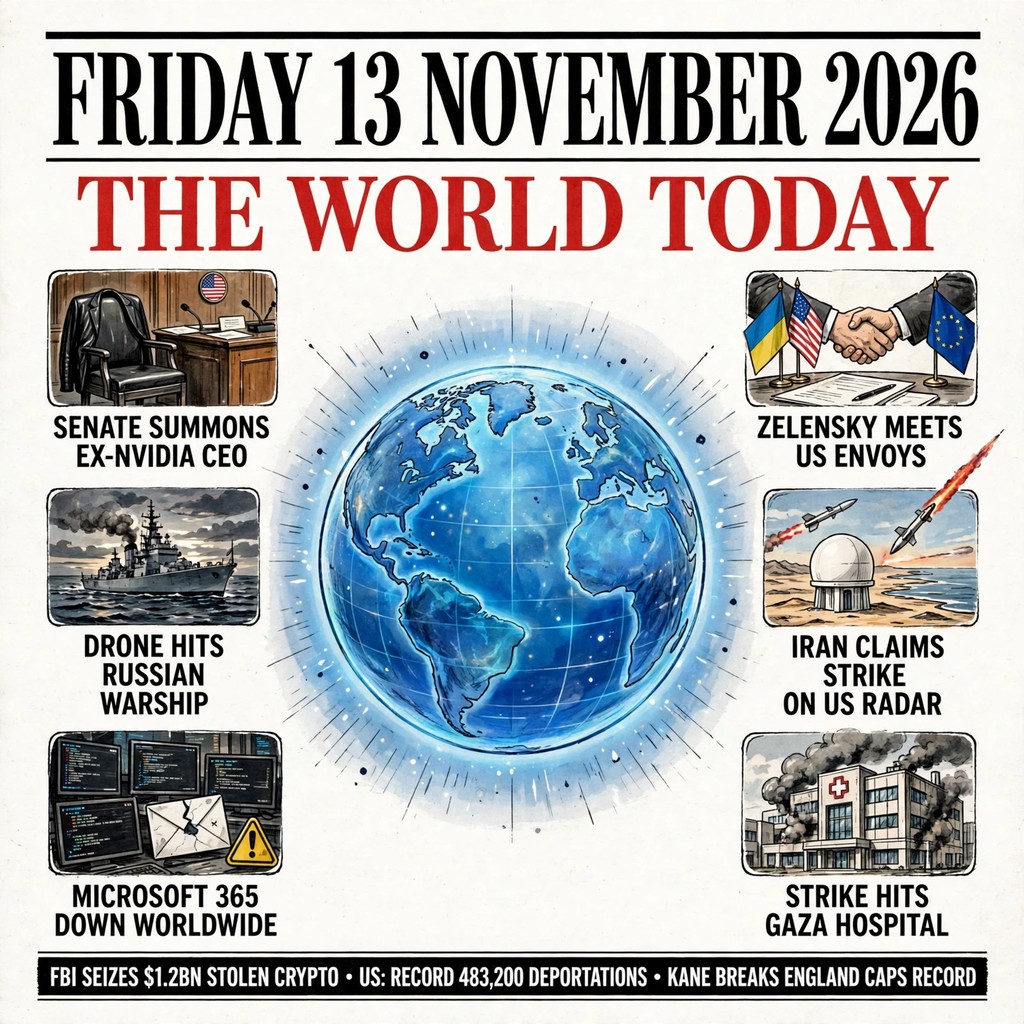 FRIDAY 13 NOVEMBER 2026
THE WORLD TODAY
SENATE SUMMONS
EX-NVIDIA CEO
ZELENSKY MEETS
US ENVOYS
DRONE HITS
RUSSIAN
WARSHIP
IRAN CLAIMS
STRIKE
ON US RADAR
MICROSOFT 365
DOWN WORLDWIDE
STRIKE HITS
GAZA HOSPITAL
FBI SEIZES $1.2BN STOLEN CRYPTO • US: RECORD 483,200 DEPORTATIONS • KANE BREAKS ENGLAND CAPS RECORD